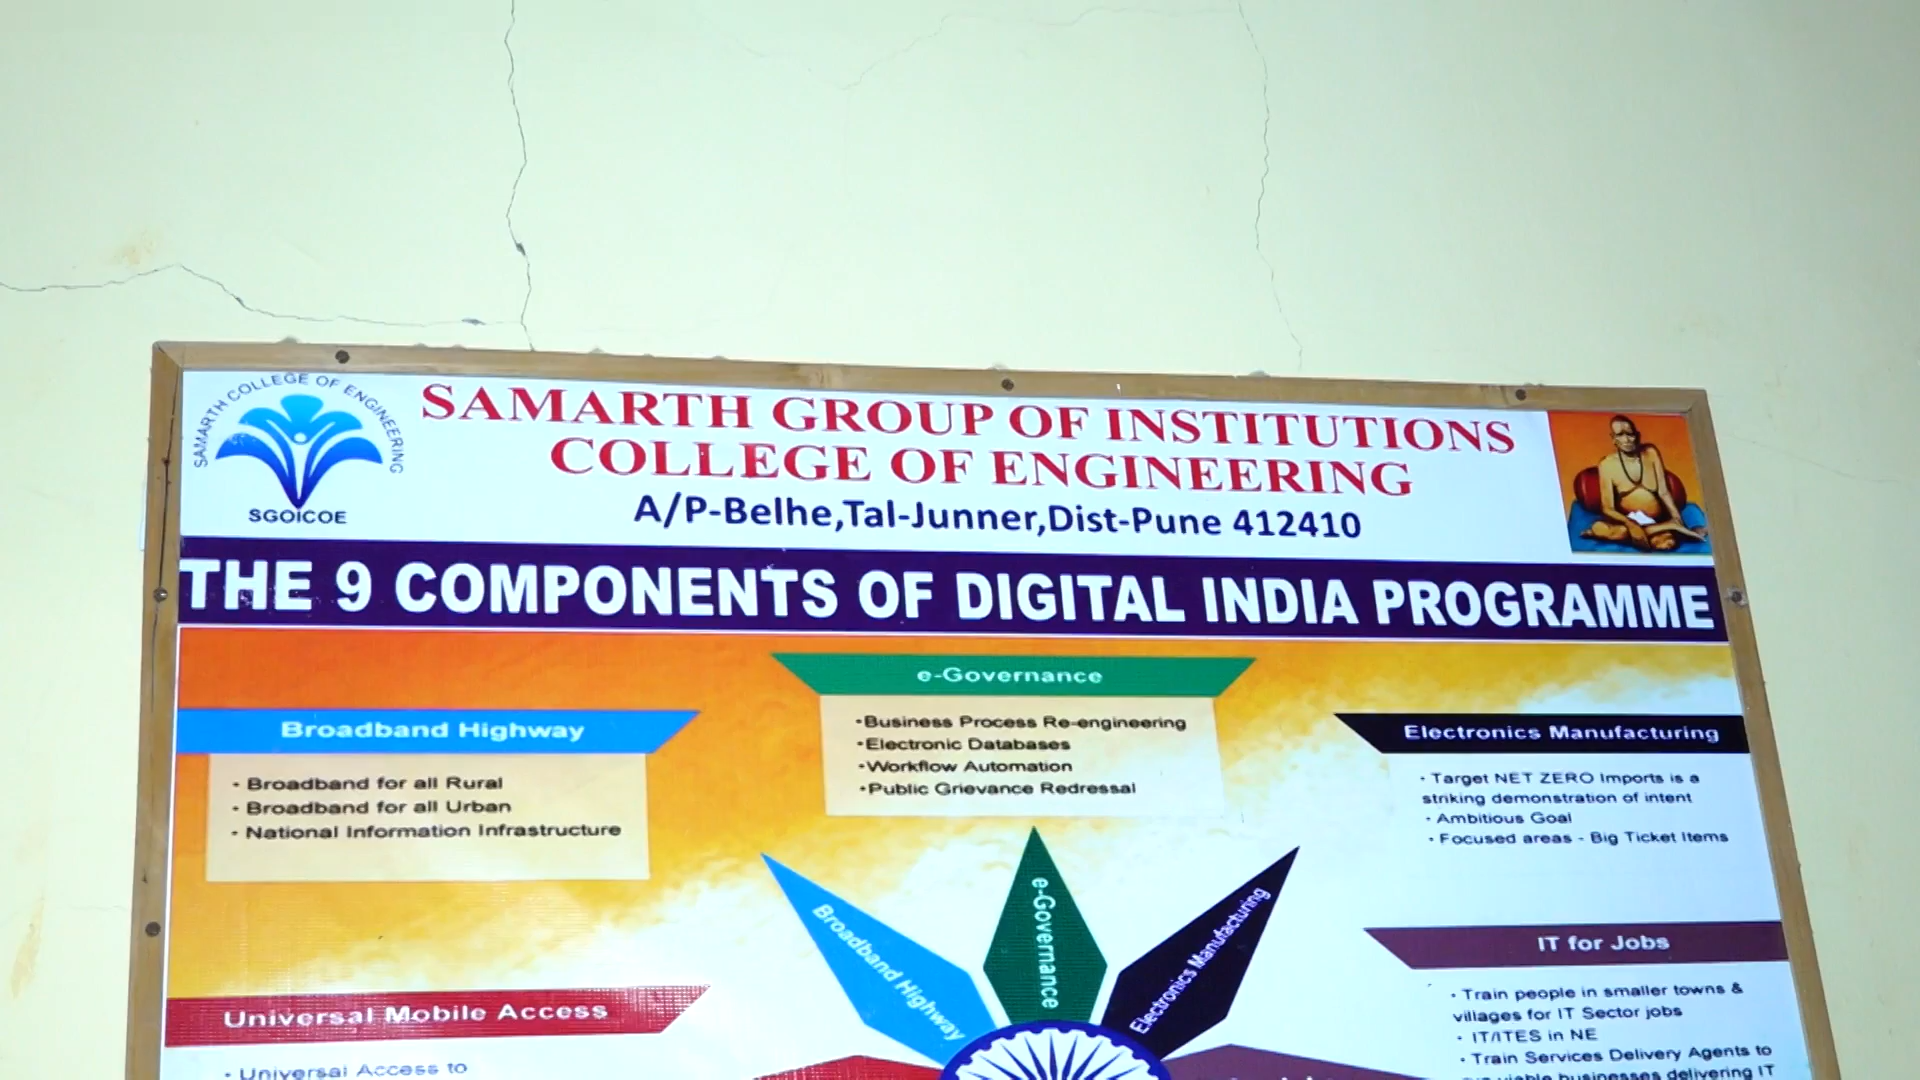 SAMARTH COLLEGE OF ENGINEERING
SGOICOE
SAMARTH GROUP OF INSTITUTIONS
COLLEGE OF ENGINEERING
A/P-Belhe,Tal-Junner,Dist-Pune 412410
THE 9 COMPONENTS OF DIGITAL INDIA PROGRAMME
e-Governance
•Business Process Re-engineering
•Electronic Databases
•Workflow Automation
•Public Grievance Redressal
Broadband Highway
• Broadband for all Rural
• Broadband for all Urban
• National Information Infrastructure
Electronics Manufacturing
• Target NET ZERO Imports is a
striking demonstration of intent
• Ambitious Goal
• Focused areas - Big Ticket Items
Broadband Highway
e-Governance
Electronics Manufacturing
IT for Jobs
• Train people in smaller towns &
villages for IT Sector jobs
• IT/ITES in NE
• Train Services Delivery Agents to
viable businesses delivering IT
Universal Mobile Access
• Universal Access to